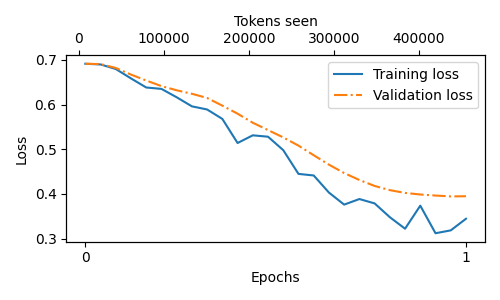 Tokens seen
0 100000 200000 300000 400000
0.7
0.6
0.5
0.4
0.3
Loss
Training loss
Validation loss
0 1
Epochs